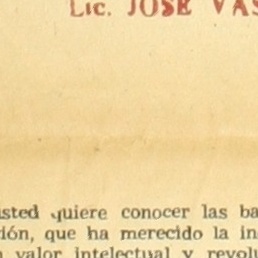 Lic. JOSE VAS
usted quiere conocer las ba
ción, que ha merecido la in
valor intelectual y revolu